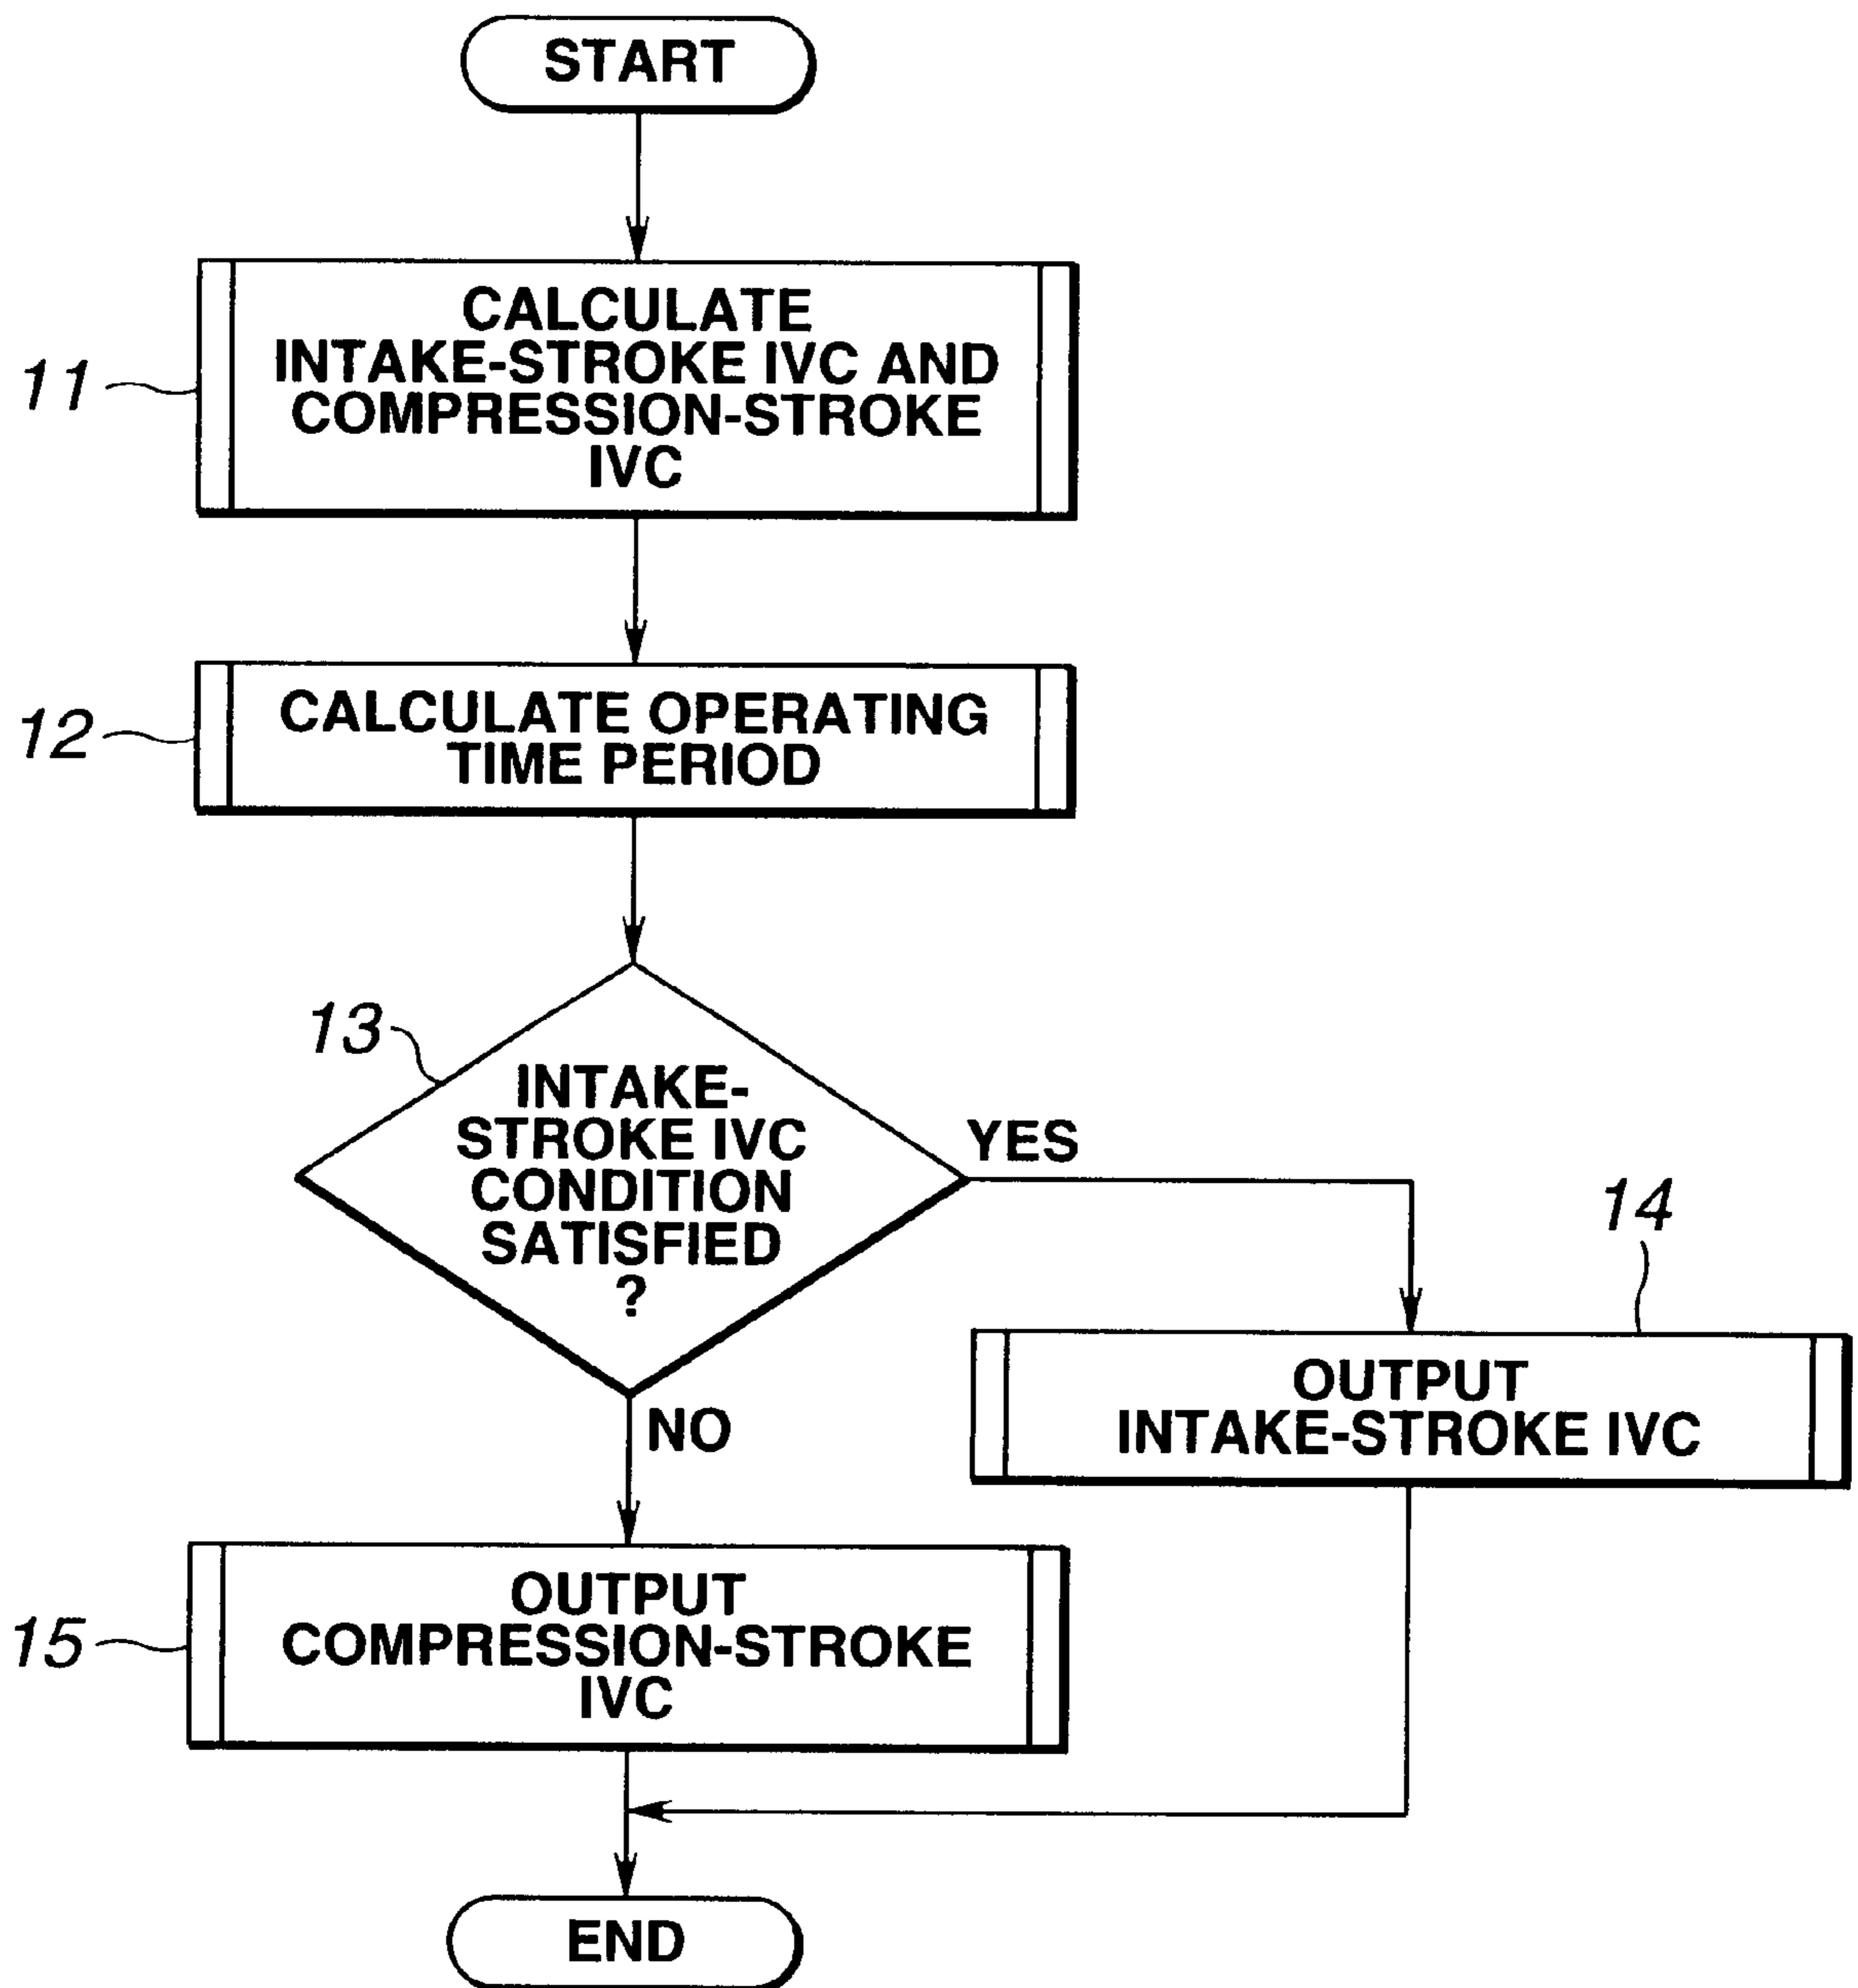 START
11
CALCULATE
INTAKE-STROKE IVC AND
COMPRESSION-STROKE
IVC
12
CALCULATE OPERATING
TIME PERIOD
13
INTAKE-
STROKE IVC
CONDITION
SATISFIED
?
YES
NO
14
OUTPUT
INTAKE-STROKE IVC
15
OUTPUT
COMPRESSION-STROKE
IVC
END